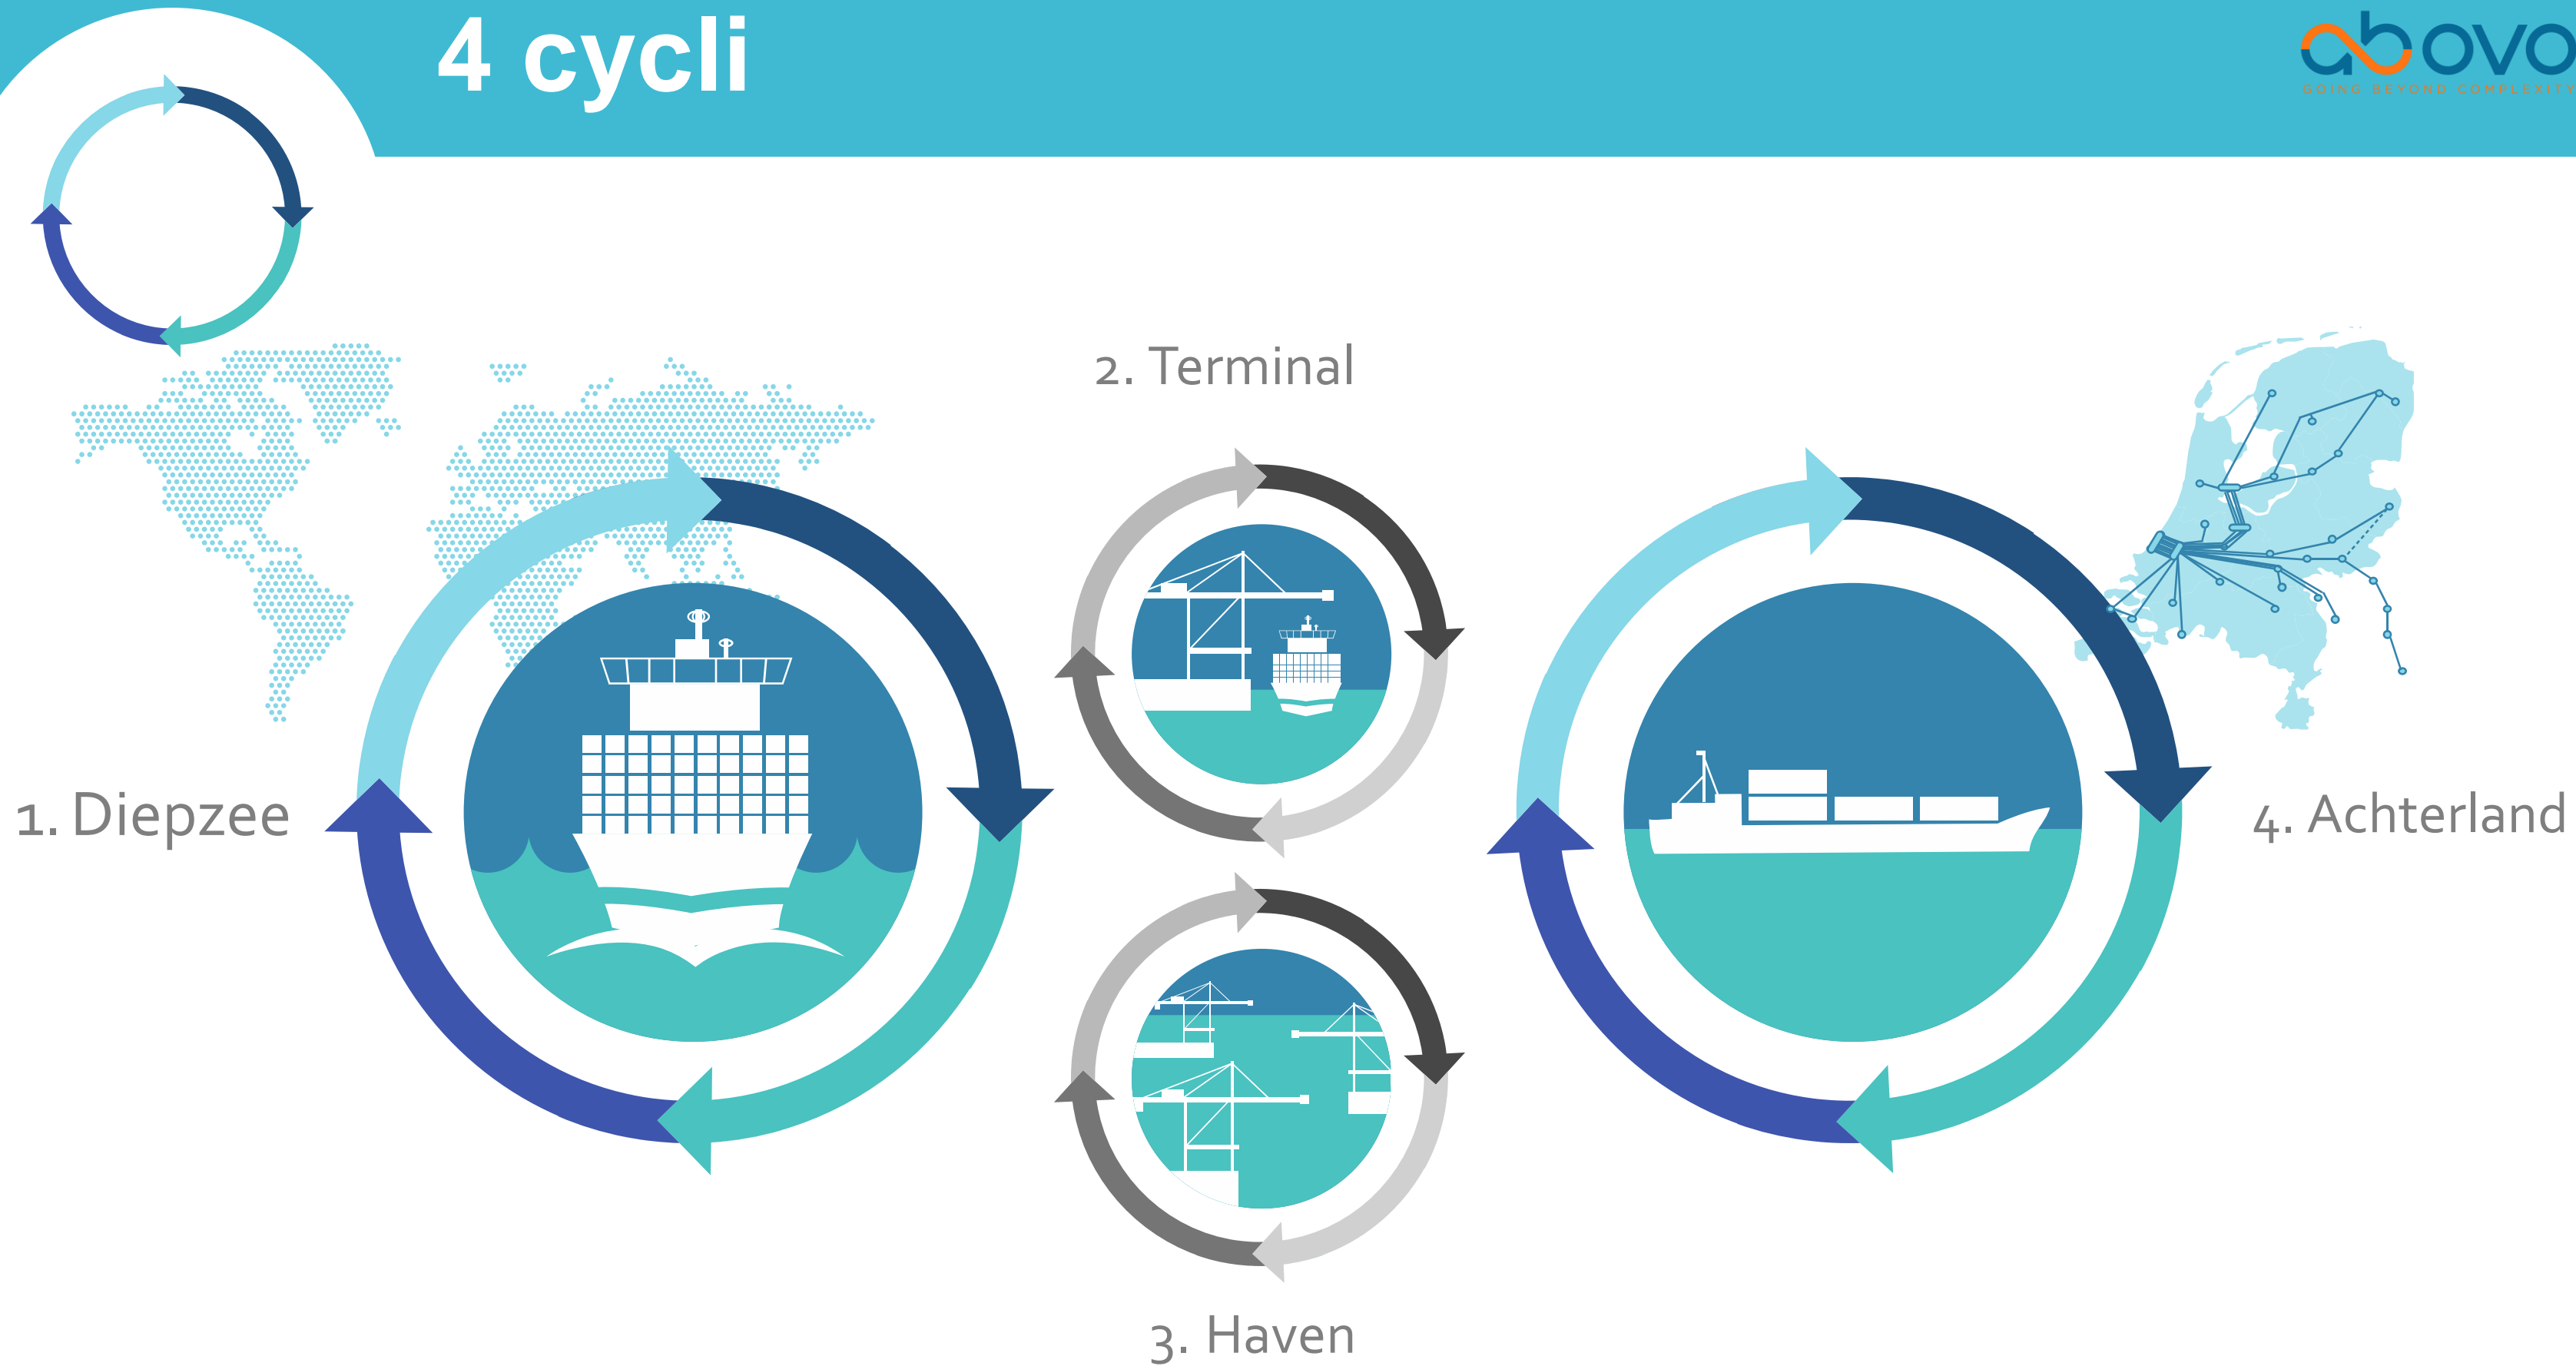 4 cycli
abovo
GOING BEYOND COMPLEXITY
2. Terminal
1. Diepzee
4. Achterland
3. Haven